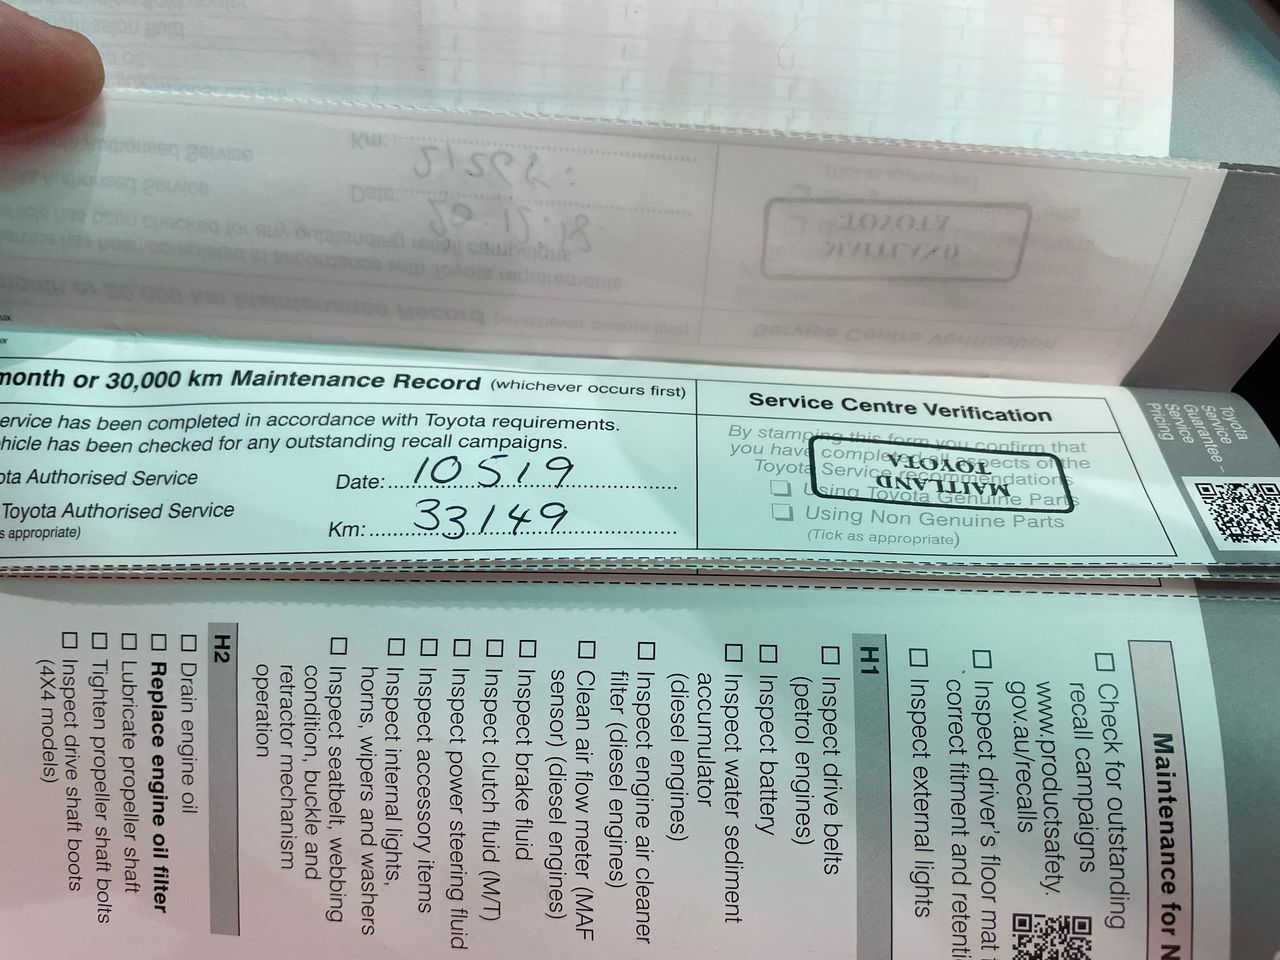 month or 30,000 km Maintenance Record (whichever occurs first)
ervice has been completed in accordance with Toyota requirements.
hicle has been checked for any outstanding recall campaigns.
ota Authorised Service
Date: 10 5 19
Toyota Authorised Service
s appropriate)
Km: 33149
Service Centre Verification
By stamping this form you confirm that
you have completed all aspects of the
Toyota Service recommendations
Using Toyota Genuine Parts
Using Non Genuine Parts
(Tick as appropriate)
MAITLAND
TOYOTA
Toyota
Service
Guarantee -
Service
Pricing
Maintenance for N
Check for outstanding
recall campaigns
www.productsafety.
gov.au/recalls
Inspect driver's floor mat
correct fitment and retenti
Inspect external lights
H1
Inspect drive belts
(petrol engines)
Inspect battery
Inspect water sediment
accumulator
(diesel engines)
Inspect engine air cleaner
filter (diesel engines)
Clean air flow meter (MAF
sensor) (diesel engines)
Inspect brake fluid
Inspect clutch fluid (M/T)
Inspect power steering fluid
Inspect accessory items
Inspect internal lights,
horns, wipers and washers
Inspect seatbelt, webbing
condition, buckle and
retractor mechanism
operation
H2
Drain engine oil
Replace engine oil filter
Lubricate propeller shaft
Tighten propeller shaft bolts
Inspect drive shaft boots
(4X4 models)